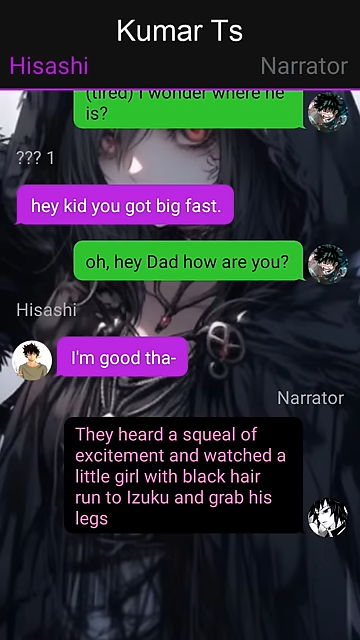 Kumar Ts
Hisashi
Narrator
(tired) I wonder where he
is?
??? 1
hey kid you got big fast.
oh, hey Dad how are you?
Hisashi
I'm good tha-
Narrator
They heard a squeal of
excitement and watched a
little girl with black hair
run to Izuku and grab his
legs